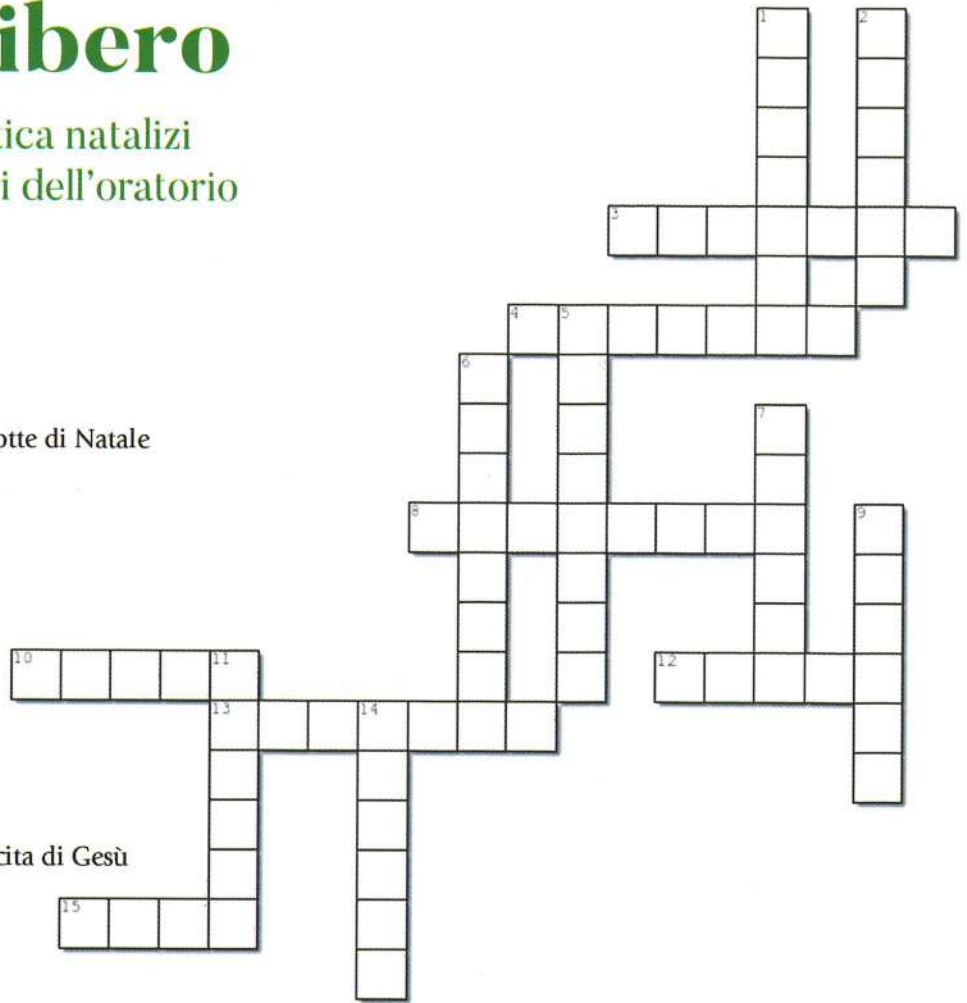 1 2
ibero
tica natalizi
i dell'oratorio
3
4 5
6
7
otte di Natale
8 9
10 11 12
13 14
cita di Gesù
15